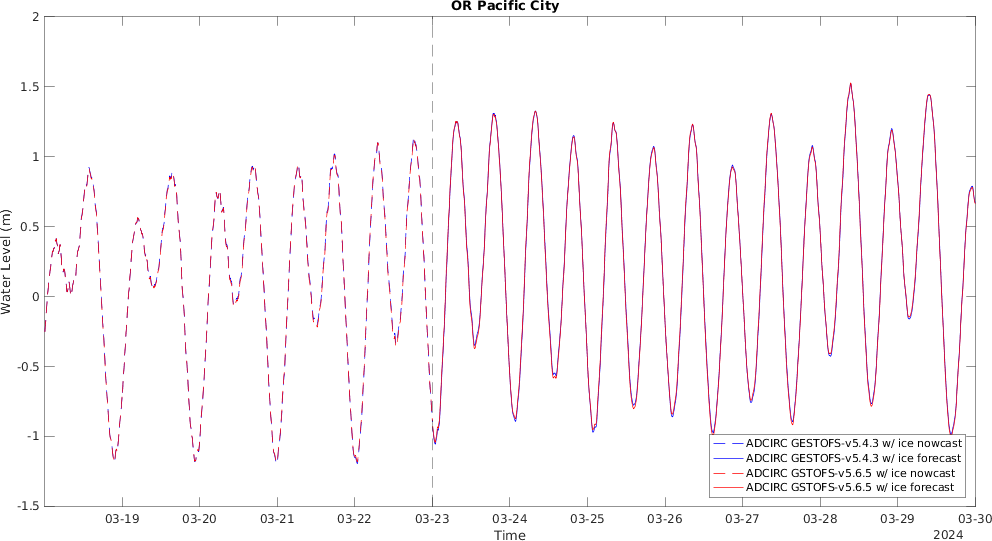 OR Pacific City
2
1.5
1
0.5
0
-0.5
-1
-1.5
Water Level (m)
03-19 03-20 03-21 03-22 03-23 03-24 03-25 03-26 03-27 03-28 03-29 03-30
Time
2024
ADCIRC GESTOFS-v5.4.3 w/ ice nowcast
ADCIRC GESTOFS-v5.4.3 w/ ice forecast
ADCIRC GSTOFS-v5.6.5 w/ ice nowcast
ADCIRC GSTOFS-v5.6.5 w/ ice forecast